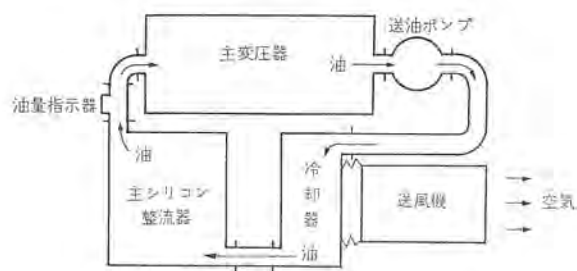 送油ポンプ
主変圧器
油
油量指示器
油
主シリコン
整流器
冷却器
送風機
空気
油